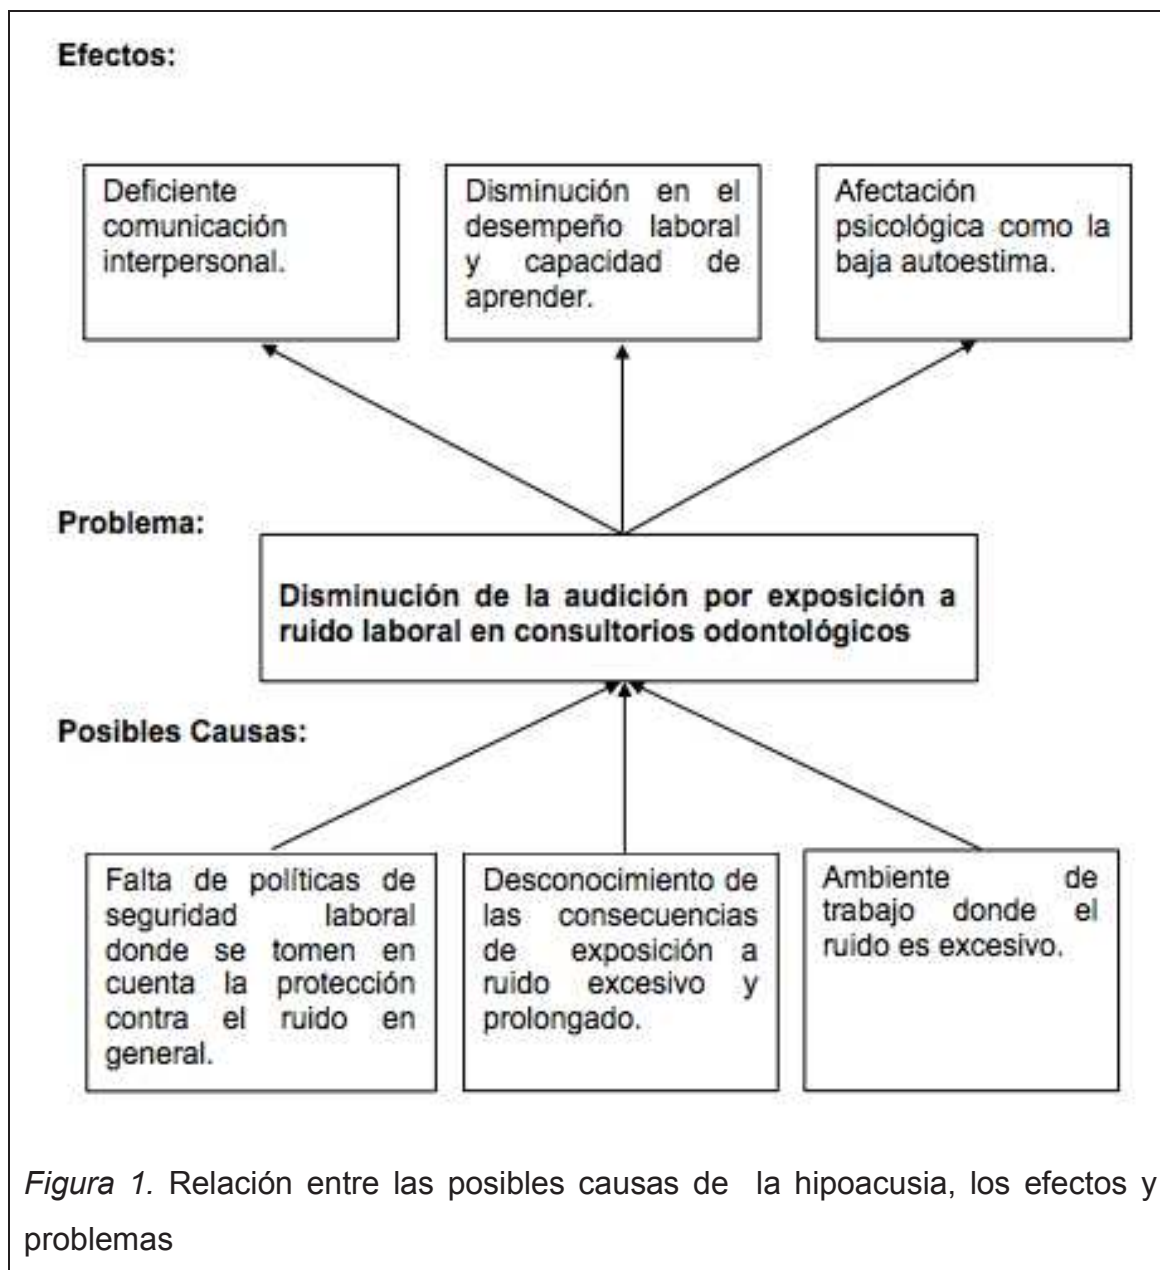 Efectos:
Deficiente
comunicación
interpersonal.
Disminución en el
desempeño laboral
y capacidad de
aprender.
Afectación
psicológica como la
baja autoestima.
Problema:
Disminución de la audición por exposición a
ruido laboral en consultorios odontológicos
Posibles Causas:
Falta de políticas de
seguridad laboral
donde se tomen en
cuenta la protección
contra el ruido en
general.
Desconocimiento de
las consecuencias
de exposición a
ruido excesivo y
prolongado.
Ambiente de
trabajo donde el
ruido es excesivo.
Figura 1. Relación entre las posibles causas de la hipoacusia, los efectos y
problemas